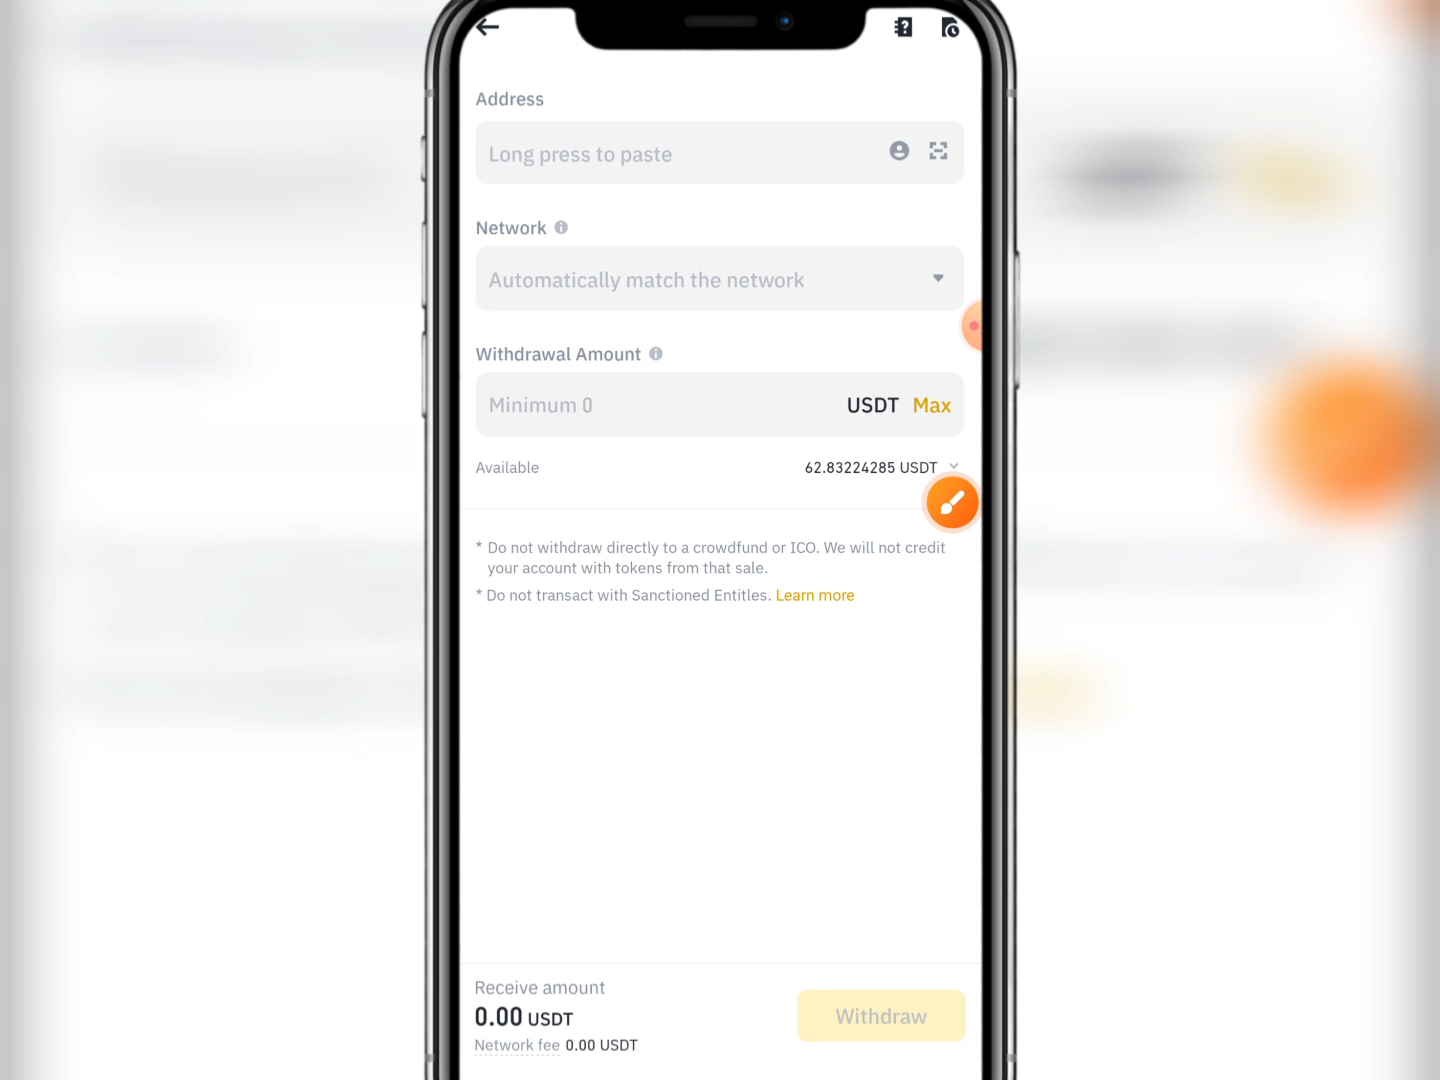 Address
Long press to paste
Network
Automatically match the network
Withdrawal Amount
Minimum 0 USDT Max
Available 62.83224285 USDT
* Do not withdraw directly to a crowdfund or ICO. We will not credit
your account with tokens from that sale.
* Do not transact with Sanctioned Entitles. Learn more
Receive amount
0.00 USDT
Withdraw
Network fee 0.00 USDT